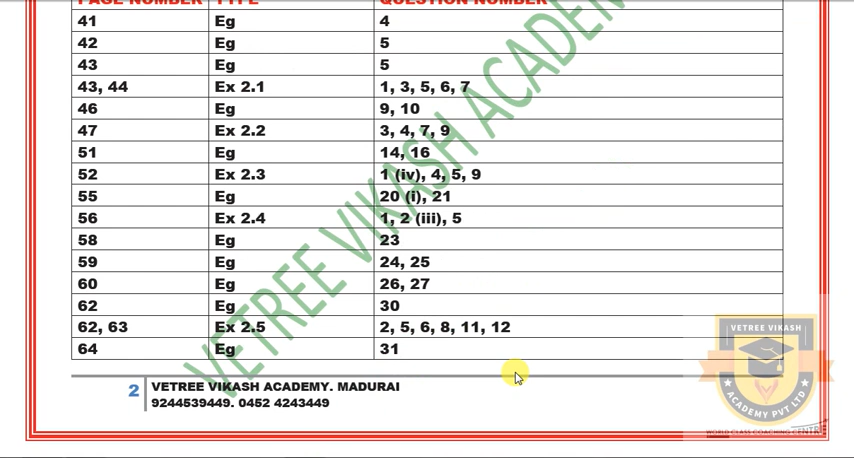 PAGE NUMBER TYPE QUESTION NUMBER
41 Eg 4
42 Eg 5
43 Eg 5
43, 44 Ex 2.1 1, 3, 5, 6, 7
46 Eg 9, 10
47 Ex 2.2 3, 4, 7, 9
51 Eg 14, 16
52 Ex 2.3 1 (iv), 4, 5, 9
55 Eg 20 (i), 21
56 Ex 2.4 1, 2 (iii), 5
58 Eg 23
59 Eg 24, 25
60 Eg 26, 27
62 Eg 30
62, 63 Ex 2.5 2, 5, 6, 8, 11, 12
64 Eg 31
VETREE VIKASH ACADEM
2 VETREE VIKASH ACADEMY. MADURAI
9244539449. 0452 4243449
VETREE VIKASH
ACADEMY PVT LTD
WORLD CLASS COACHING CENTRE